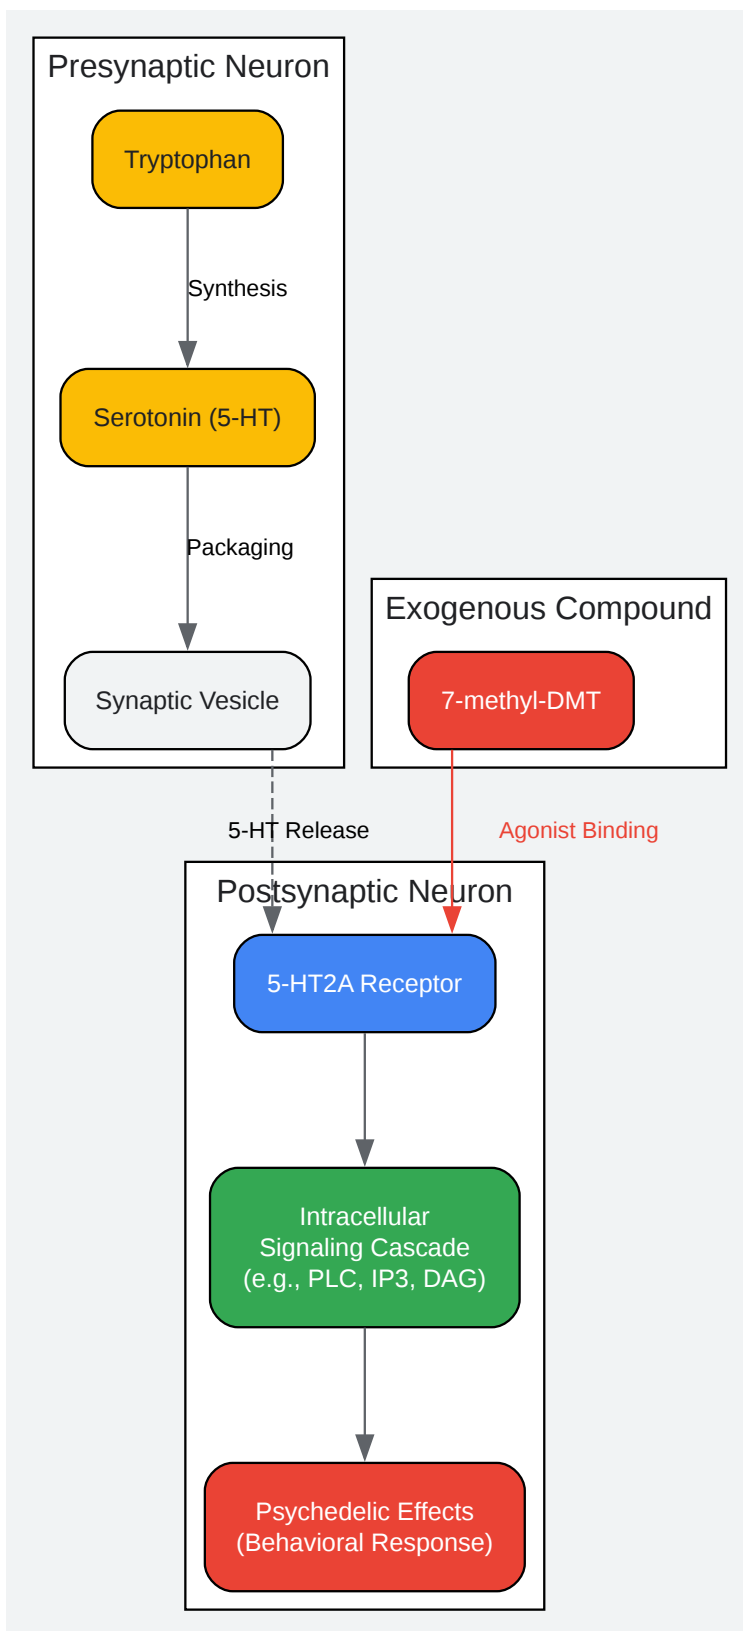 Presynaptic Neuron
Tryptophan
Synthesis
Serotonin (5-HT)
Packaging
Exogenous Compound
Synaptic Vesicle
7-methyl-DMT
5-HT Release
Agonist Binding
Postsynaptic Neuron
5-HT2A Receptor
Intracellular
Signaling Cascade
(e.g., PLC, IP3, DAG)
Psychedelic Effects
(Behavioral Response)